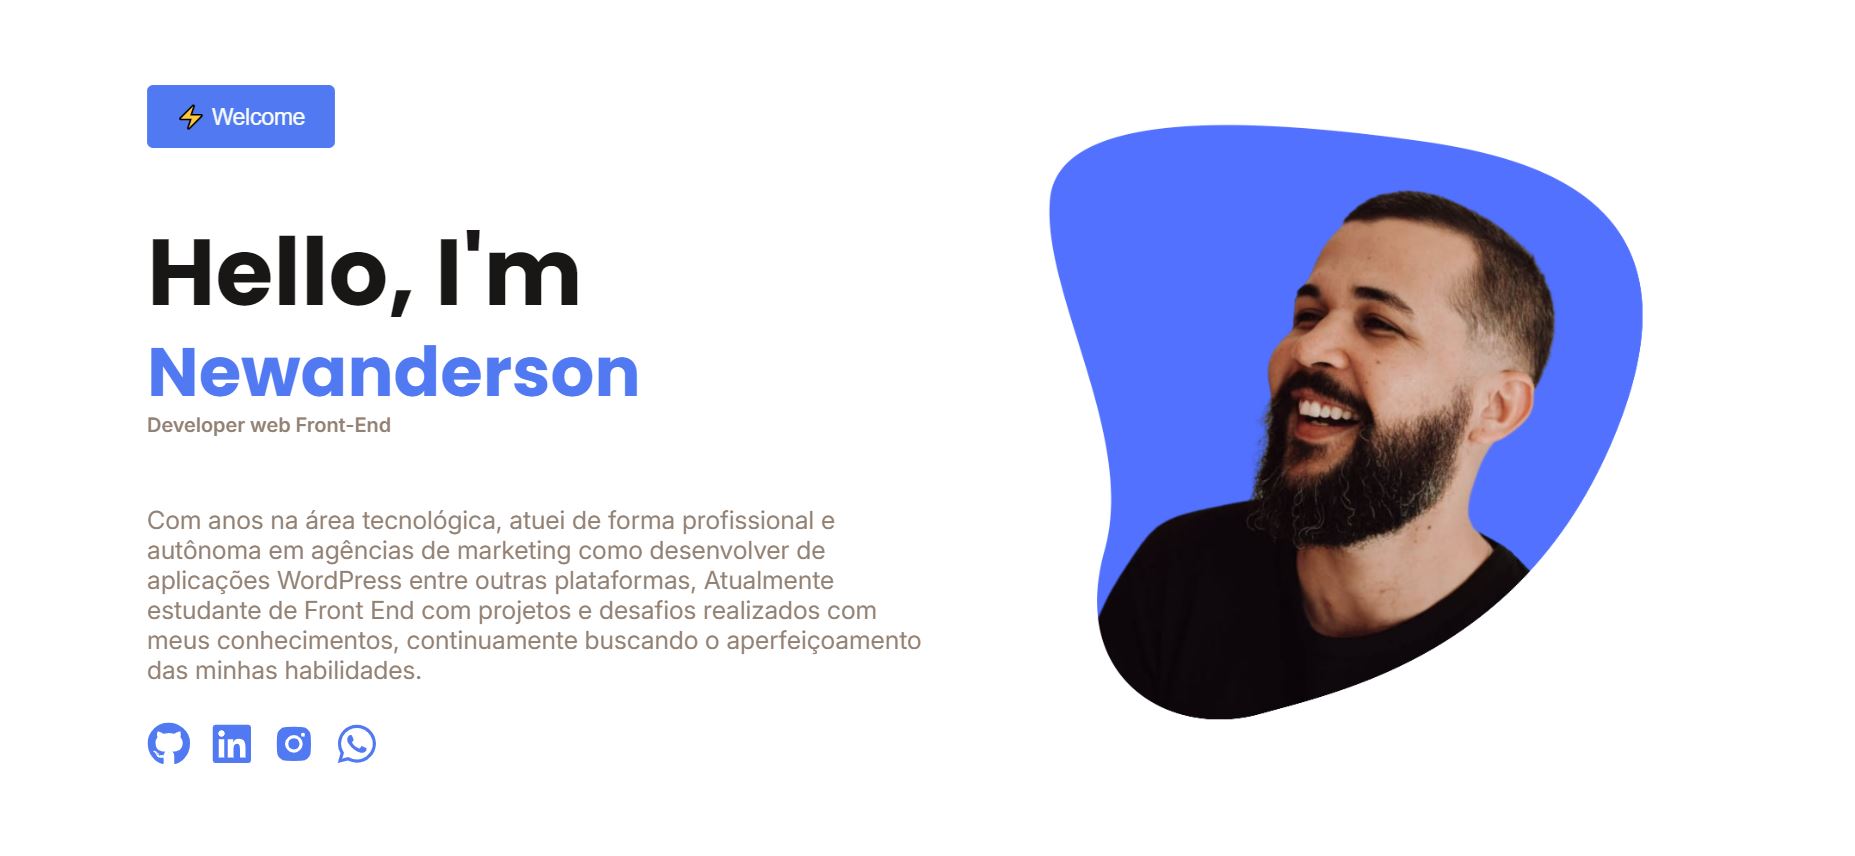 ⚡ Welcome
Hello, I'm
Newanderson
Developer web Front-End
Com anos na área tecnológica, atuei de forma profissional e
autônoma em agências de marketing como desenvolver de
aplicações WordPress entre outras plataformas, Atualmente
estudante de Front End com projetos e desafios realizados com
meus conhecimentos, continuamente buscando o aperfeiçoamento
das minhas habilidades.
in